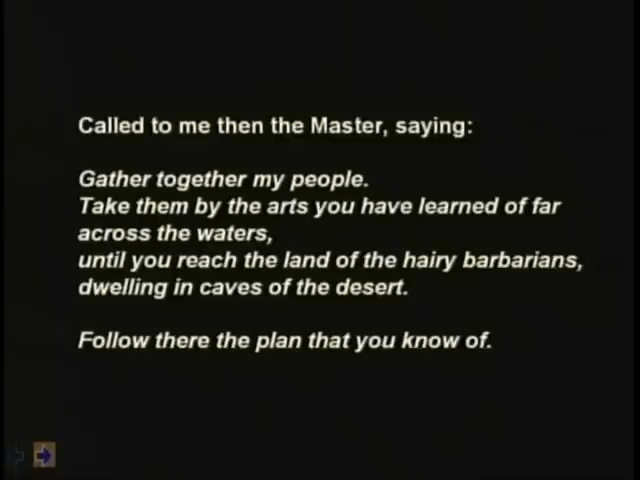 Called to me then the Master, saying:
Gather together my people.
Take them by the arts you have learned of far
across the waters,
until you reach the land of the hairy barbarians,
dwelling in caves of the desert.
Follow there the plan that you know of.